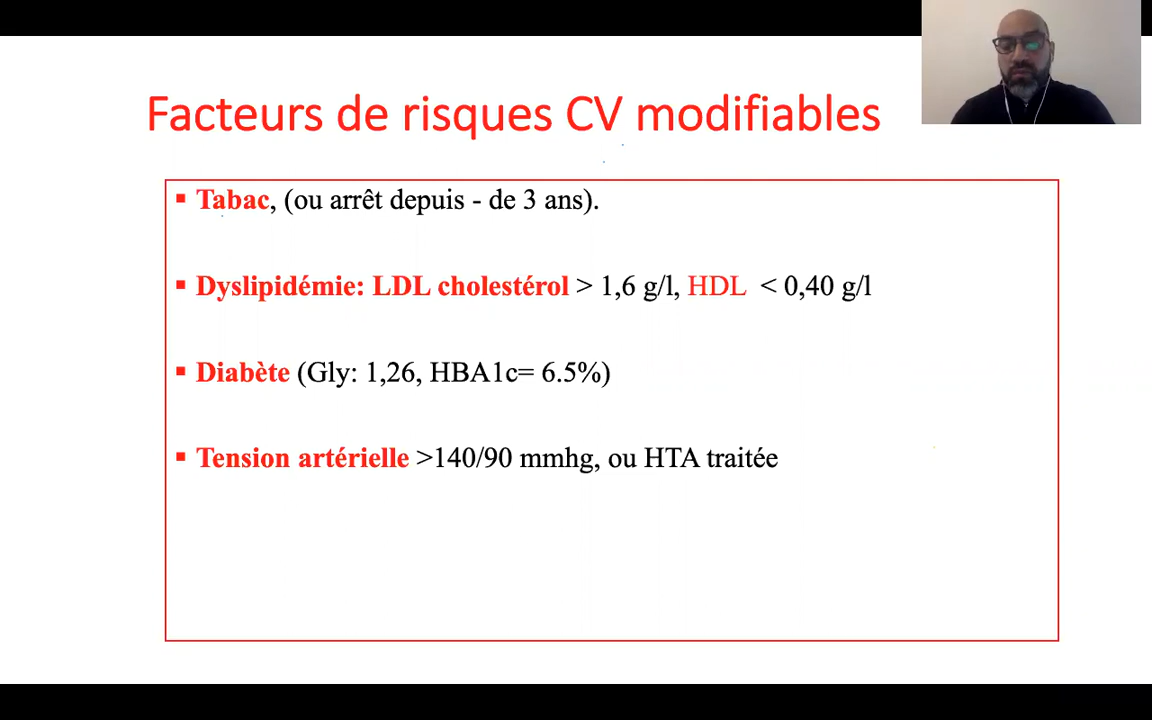 Facteurs de risques CV modifiables
▪ Tabac, (ou arrêt depuis - de 3 ans).
▪ Dyslipidémie: LDL cholestérol > 1,6 g/l, HDL < 0,40 g/l
▪ Diabète (Gly: 1,26, HBA1c= 6.5%)
▪ Tension artérielle >140/90 mmhg, ou HTA traitée